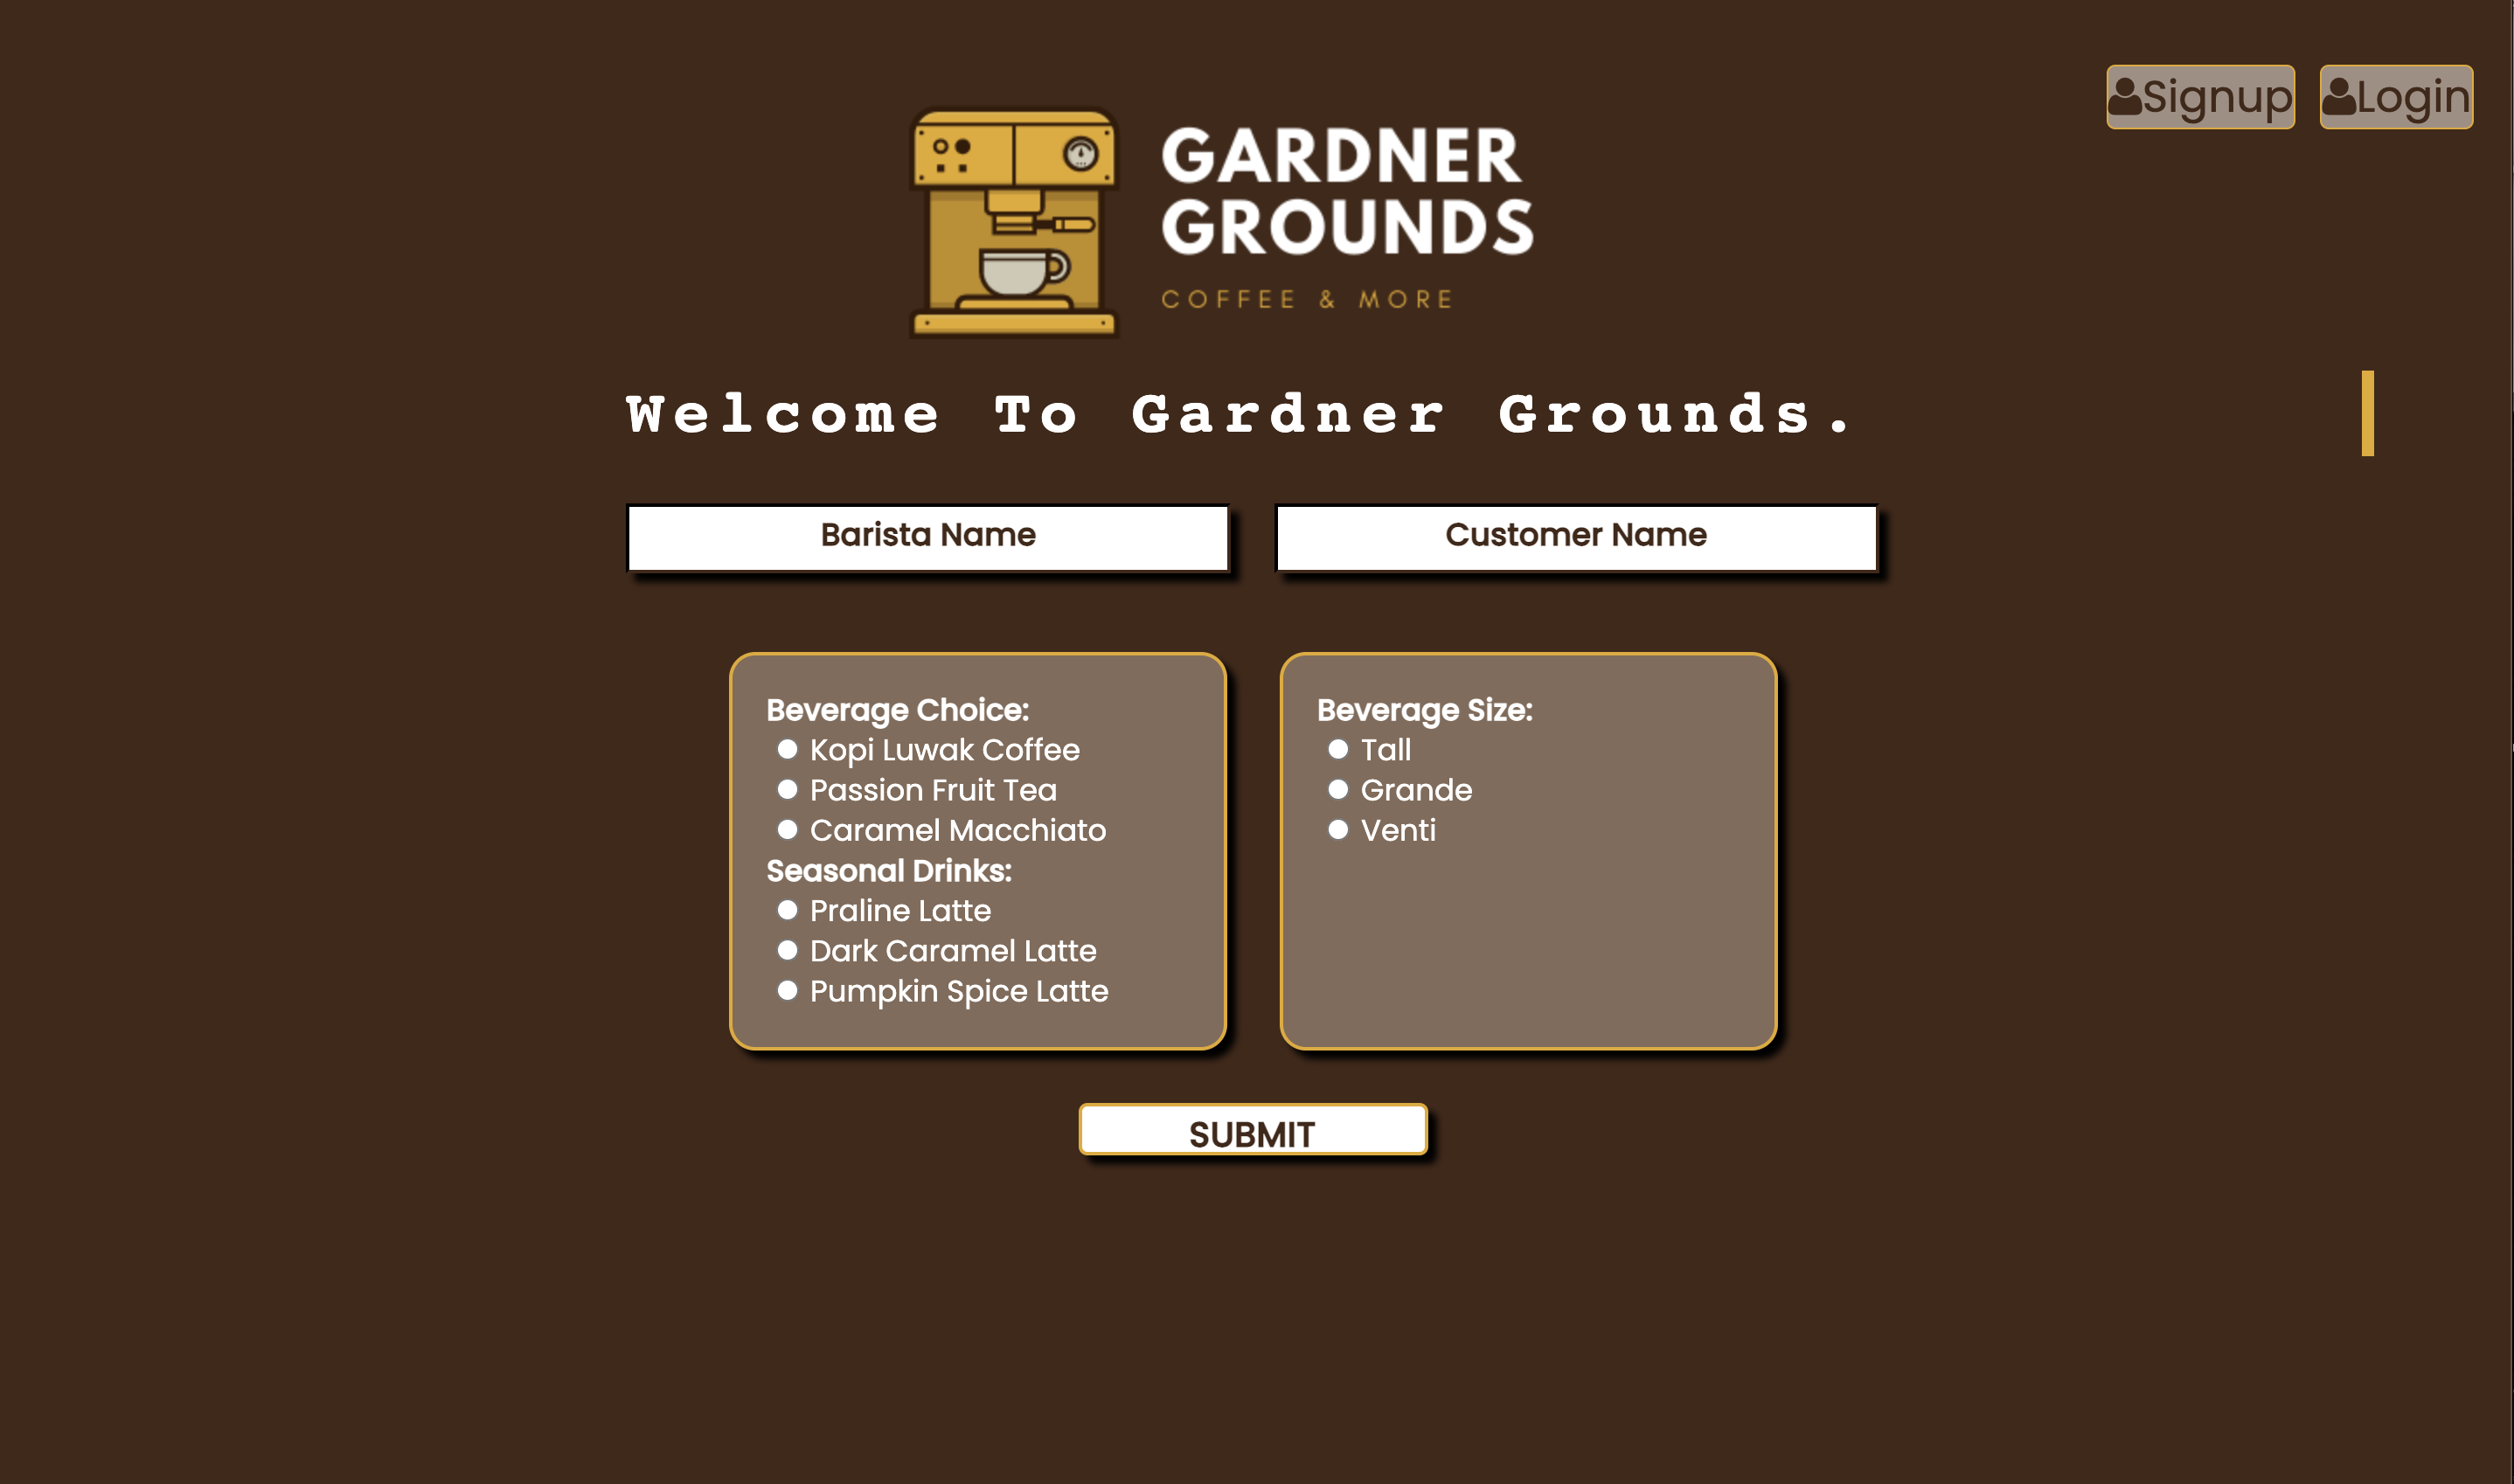 Signup
Login
GARDNER
GROUNDS
COFFEE & MORE
Welcome To Gardner Grounds.
Barista Name
Customer Name
Beverage Choice:
Kopi Luwak Coffee
Passion Fruit Tea
Caramel Macchiato
Seasonal Drinks:
Praline Latte
Dark Caramel Latte
Pumpkin Spice Latte
Beverage Size:
Tall
Grande
Venti
SUBMIT